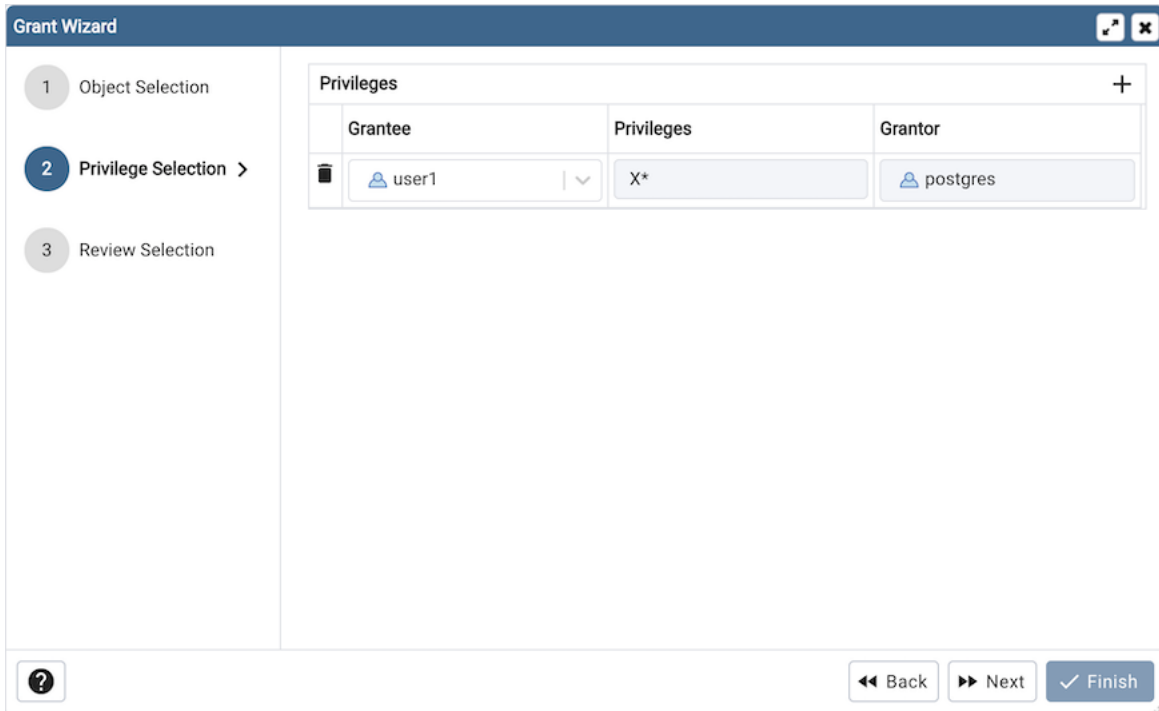 Grant Wizard
1 Object Selection
2 Privilege Selection
3 Review Selection
Privileges
Grantee Privileges Grantor
user1 X* postgres
? Back Next Finish